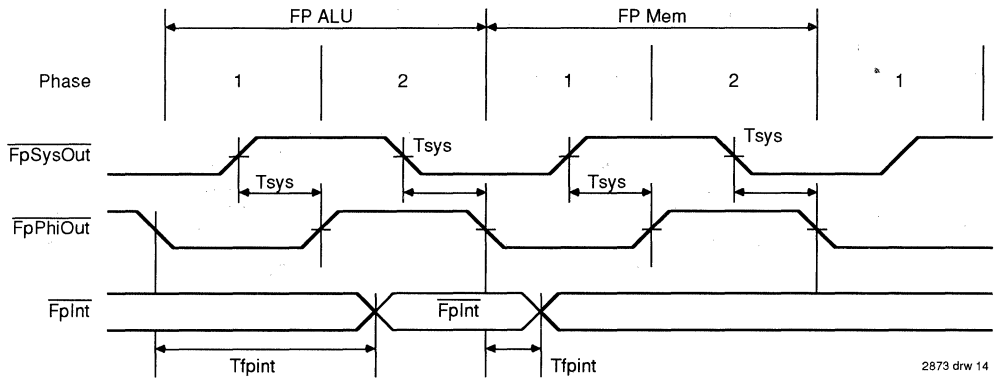 FP ALU FP Mem
Phase 1 2 1 2 1
FpSysOut Tsys Tsys
Tsys Tsys
FpPhiOut
FpInt FpInt
Tfpint Tfpint
2873 drw 14